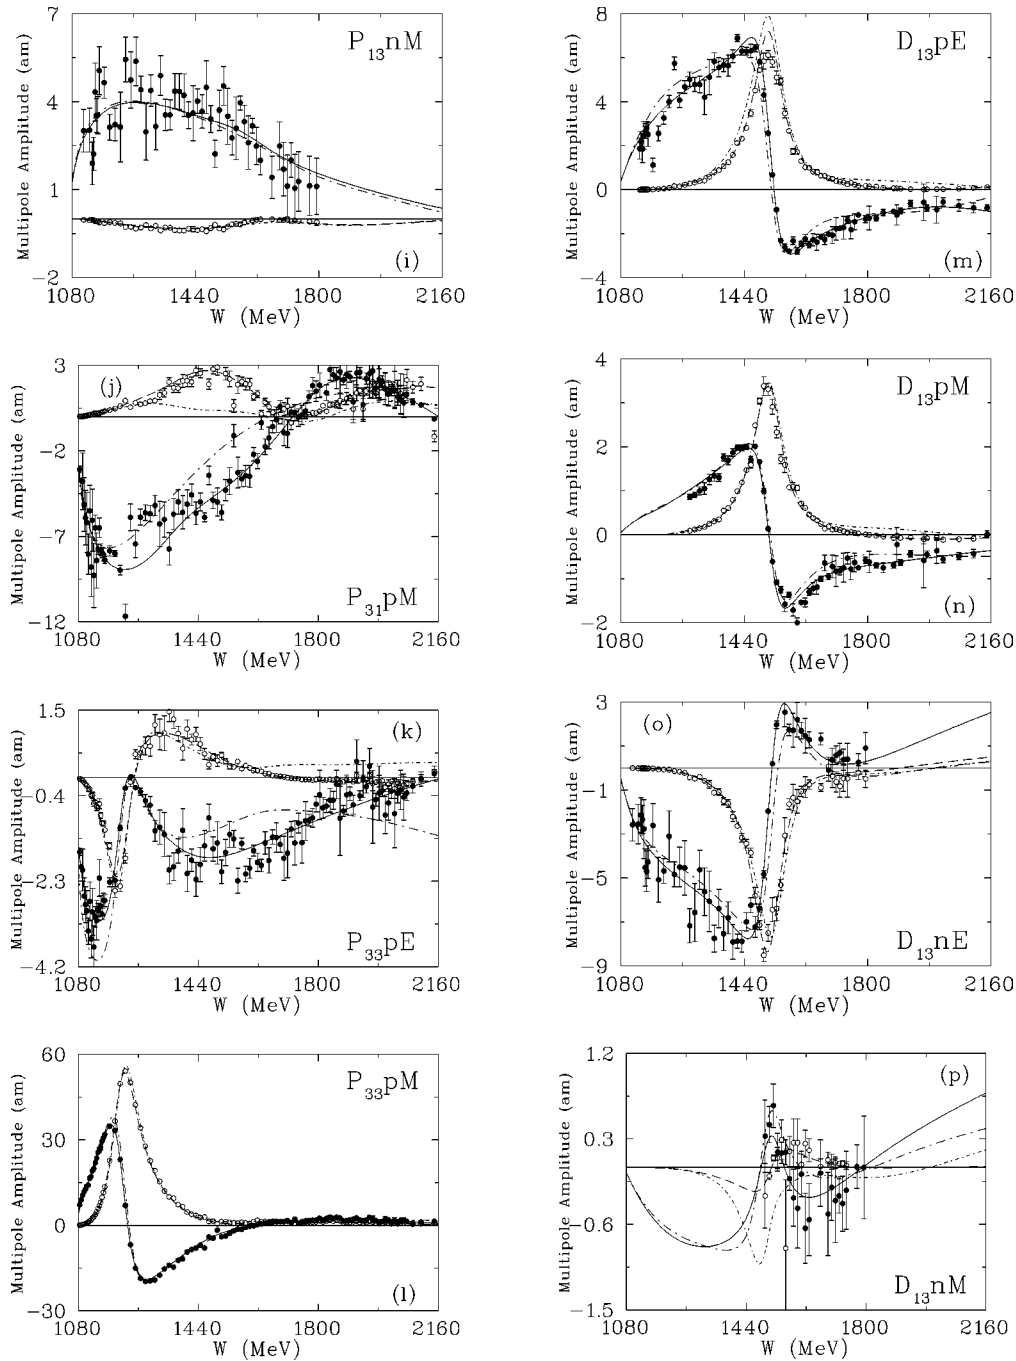 7
4
1
−2
Multipole Amplitude (am)
P13nM
(i)
1080 1440 1800 2160
W (MeV)
8
4
0
−4
Multipole Amplitude (am)
D13pE
(m)
1080 1440 1800 2160
W (MeV)
3
−2
−7
−12
Multipole Amplitude (am)
(j)
P31pM
1080 1440 1800 2160
W (MeV)
4
2
0
−2
Multipole Amplitude (am)
D13pM
(n)
1080 1440 1800 2160
W (MeV)
1.5
−0.4
−2.3
−4.2
Multipole Amplitude (am)
(k)
P33pE
1080 1440 1800 2160
W (MeV)
3
−1
−5
−9
Multipole Amplitude (am)
(o)
D13nE
1080 1440 1800 2160
W (MeV)
60
30
0
−30
Multipole Amplitude (am)
P33pM
(l)
1080 1440 1800 2160
W (MeV)
1.2
0.3
−0.6
−1.5
Multipole Amplitude (am)
(p)
D13nM
1080 1440 1800 2160
W (MeV)